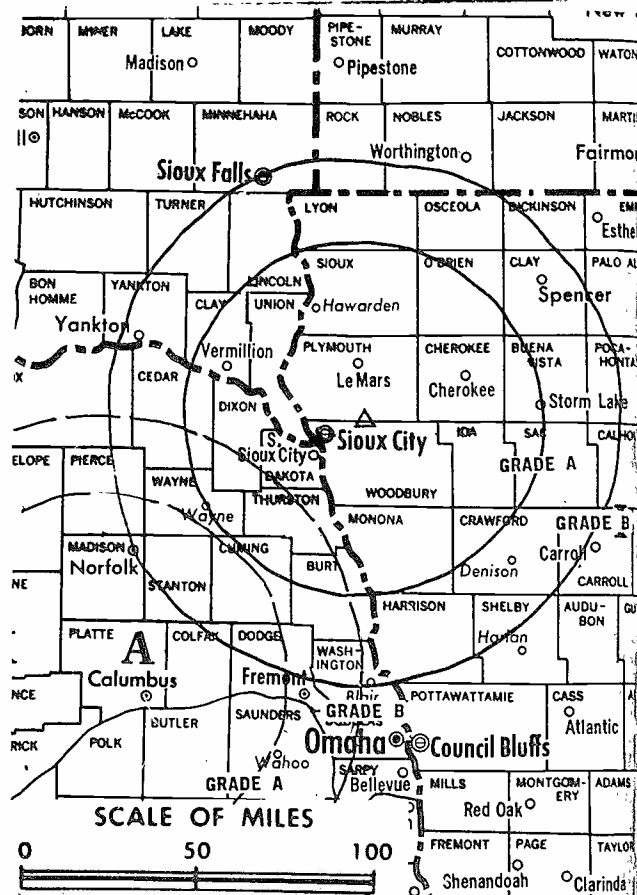 MINER LAKE MOODY PIPE-
STONE MURRAY
COTTONWOOD
Madison Pipestone
HANSON McCOOK MINNEHAHA ROCK NOBLES JACKSON
Worthington
Sioux Falls
HUTCHINSON TURNER LYON OSCEOLA DICKINSON
SIOUX O'BRIEN CLAY PALO
LINCOLN
BON
HOMME YANKTON CLAY UNION Hawarden Spencer
Yankton Vermillion
PLYMOUTH CHEROKEE BUENA
VISTA
CEDAR Le Mars Cherokee
DIXON Storm Lake
S.
Sioux City Sioux City IDA SAC
GRADE A
PIERCE DAKOTA
WAYNE THURSTON WOODBURY
Wayne MONONA CRAWFORD GRADE B
MADISON
Norfolk CUMING BURT Denison Carroll
CARROLL
STANTON HARRISON SHELBY AUDU-
BON
PLATTE COLFAX DODGE WASH-
INGTON Harlan
A
Columbus Fremont Blair POTTAWATTAMIE CASS
BUTLER SAUNDERS GRADE B Atlantic
POLK Wahoo Omaha Council Bluffs
GRADE A SARPY
Bellevue MILLS MONTGOM-
ERY ADAMS
Red Oak
SCALE OF MILES
FREMONT PAGE
0 50 100
Shenandoah Clarinda